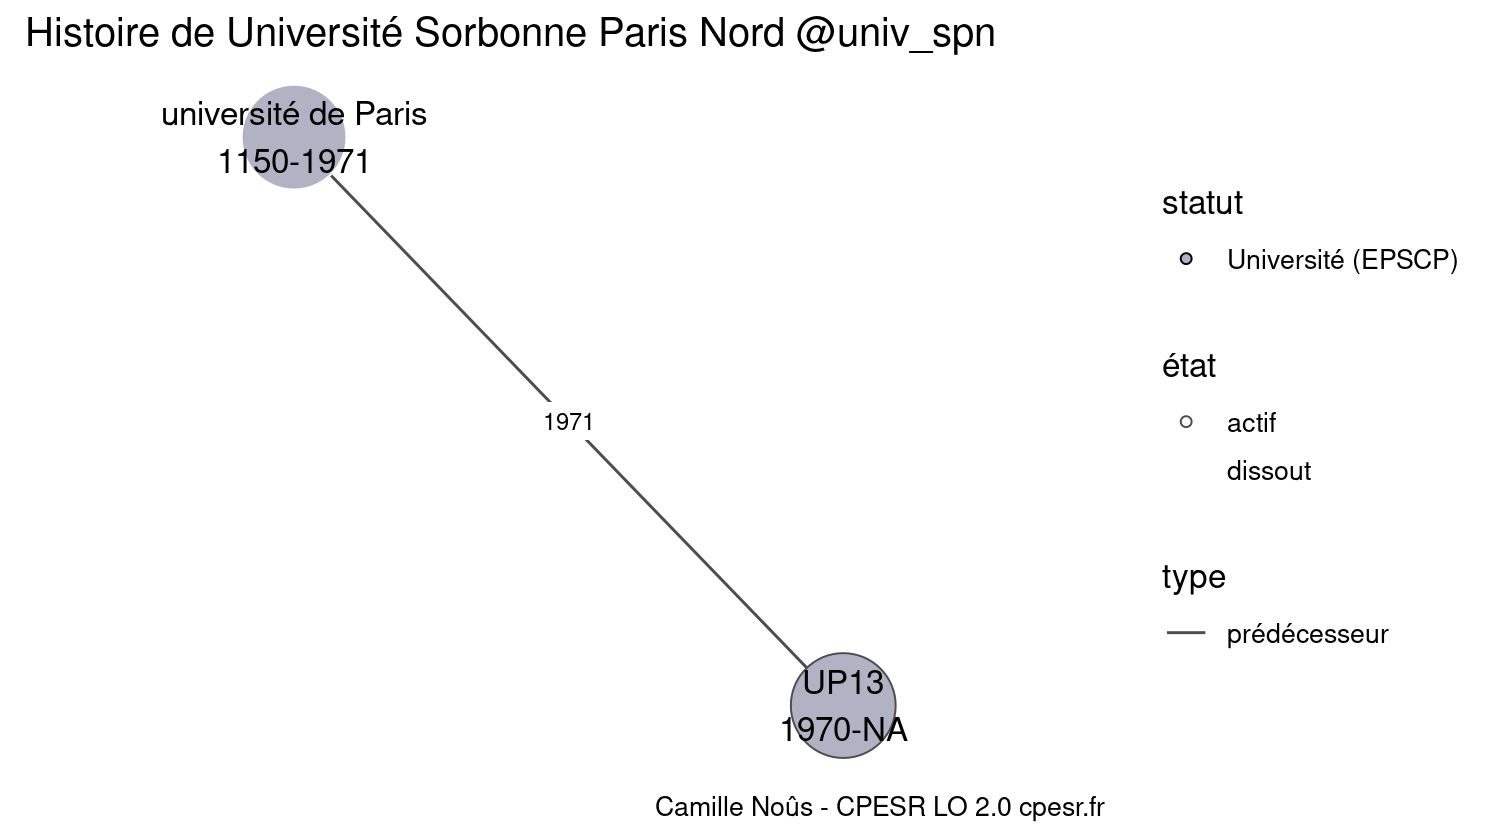 Histoire de Université Sorbonne Paris Nord @univ_spn
université de Paris
1150-1971
1971
UP13
1970-NA
statut
Université (EPSCP)
état
actif
dissout
type
prédécesseur
Camille Noûs - CPESR LO 2.0 cpesr.fr